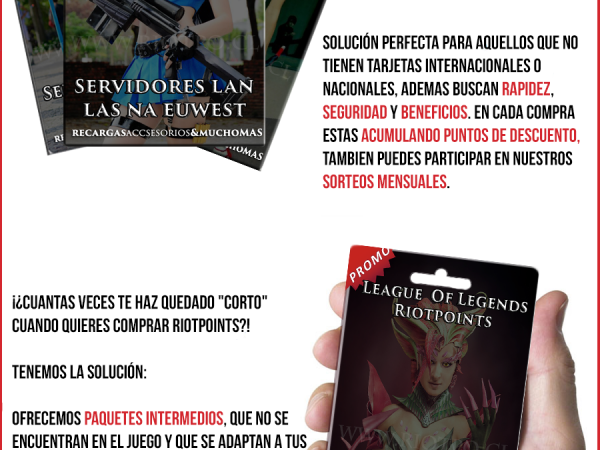 SOLUCIÓN PERFECTA PARA AQUELLOS QUE NO
TIENEN TARJETAS INTERNACIONALES O
NACIONALES, ADEMAS BUSCAN RAPIDEZ,
SEGURIDAD Y BENEFICIOS. EN CADA COMPRA
ESTAS ACUMULANDO PUNTOS DE DESCUENTO,
TAMBIEN PUEDES PARTICIPAR EN NUESTROS
SORTEOS MENSUALES.
SERVIDORES LAN
LAS NA EUWEST
RECARGASACCSESORIOS&MUCHOMAS
¡¿CUANTAS VECES TE HAZ QUEDADO "CORTO"
CUANDO QUIERES COMPRAR RIOTPOINTS?!
TENEMOS LA SOLUCIÓN:
OFRECEMOS PAQUETES INTERMEDIOS, QUE NO SE
ENCUENTRAN EN EL JUEGO Y QUE SE ADAPTAN A TUS
PROMO
LEAGUE OF LEGENDS
RIOTPOINTS